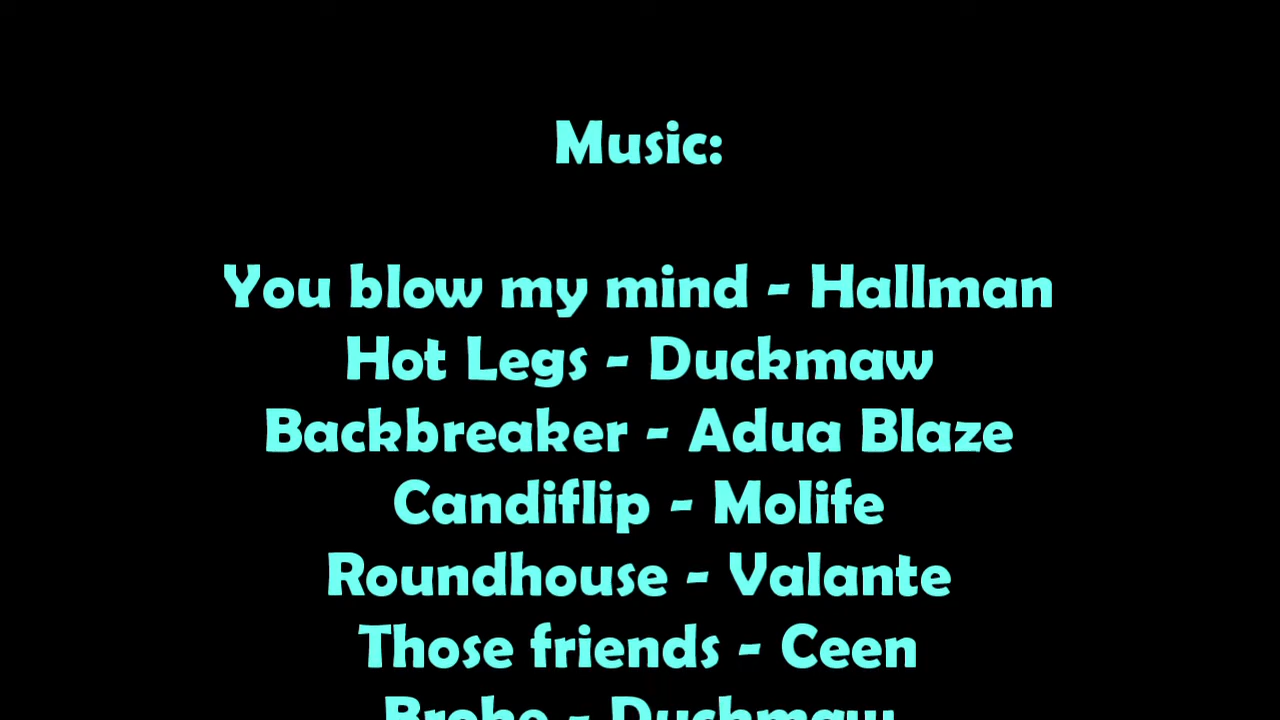 Music:
You blow my mind - Hallman
Hot Legs - Duckmaw
Backbreaker - Adua Blaze
Candiflip - Molife
Roundhouse - Valante
Those friends - Ceen